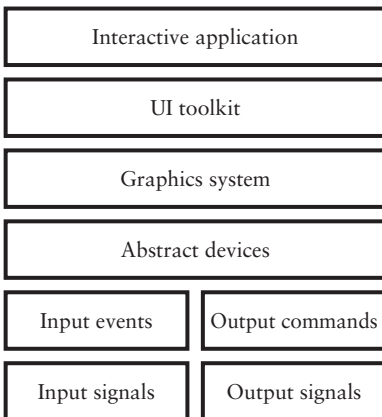 Interactive application
UI toolkit
Graphics system
Abstract devices
Input events
Output commands
Input signals
Output signals